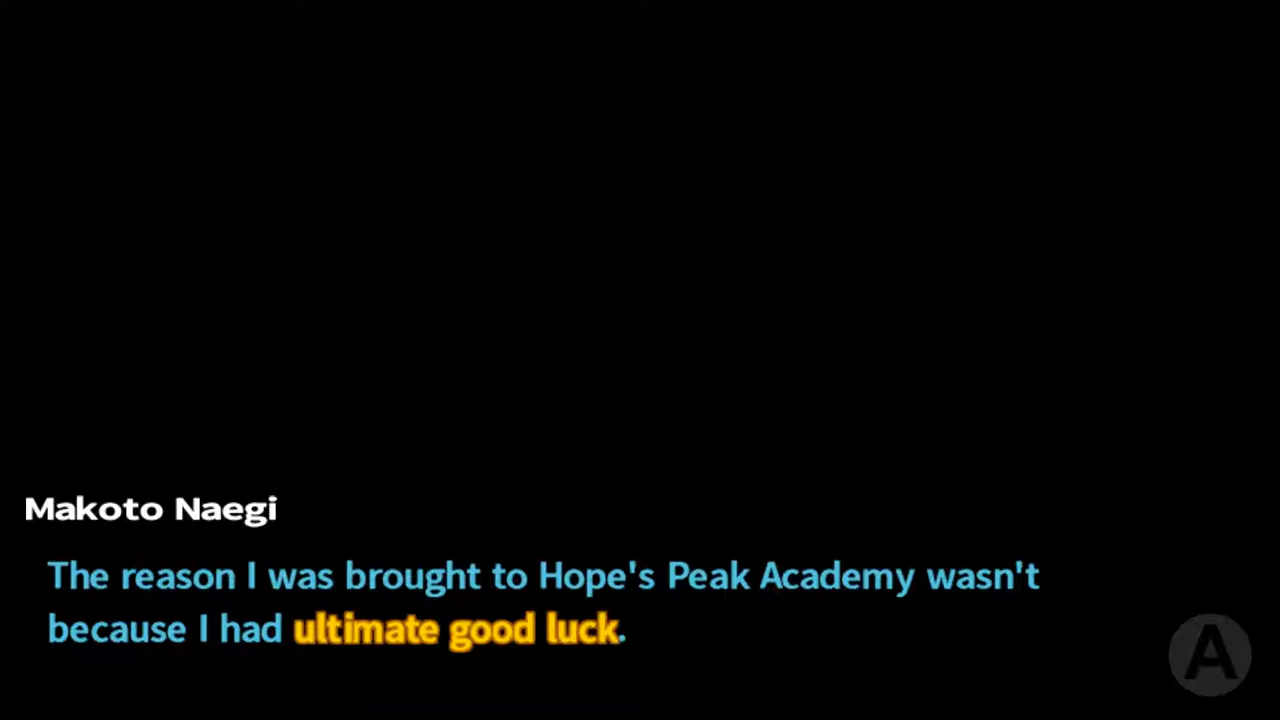 Makoto Naegi
The reason I was brought to Hope's Peak Academy wasn't
because I had ultimate good luck.
A